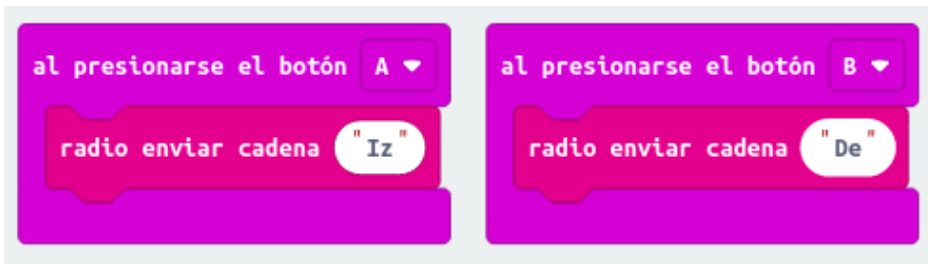 al presionarse el botón A
radio enviar cadena "Iz"
al presionarse el botón B
radio enviar cadena "De"